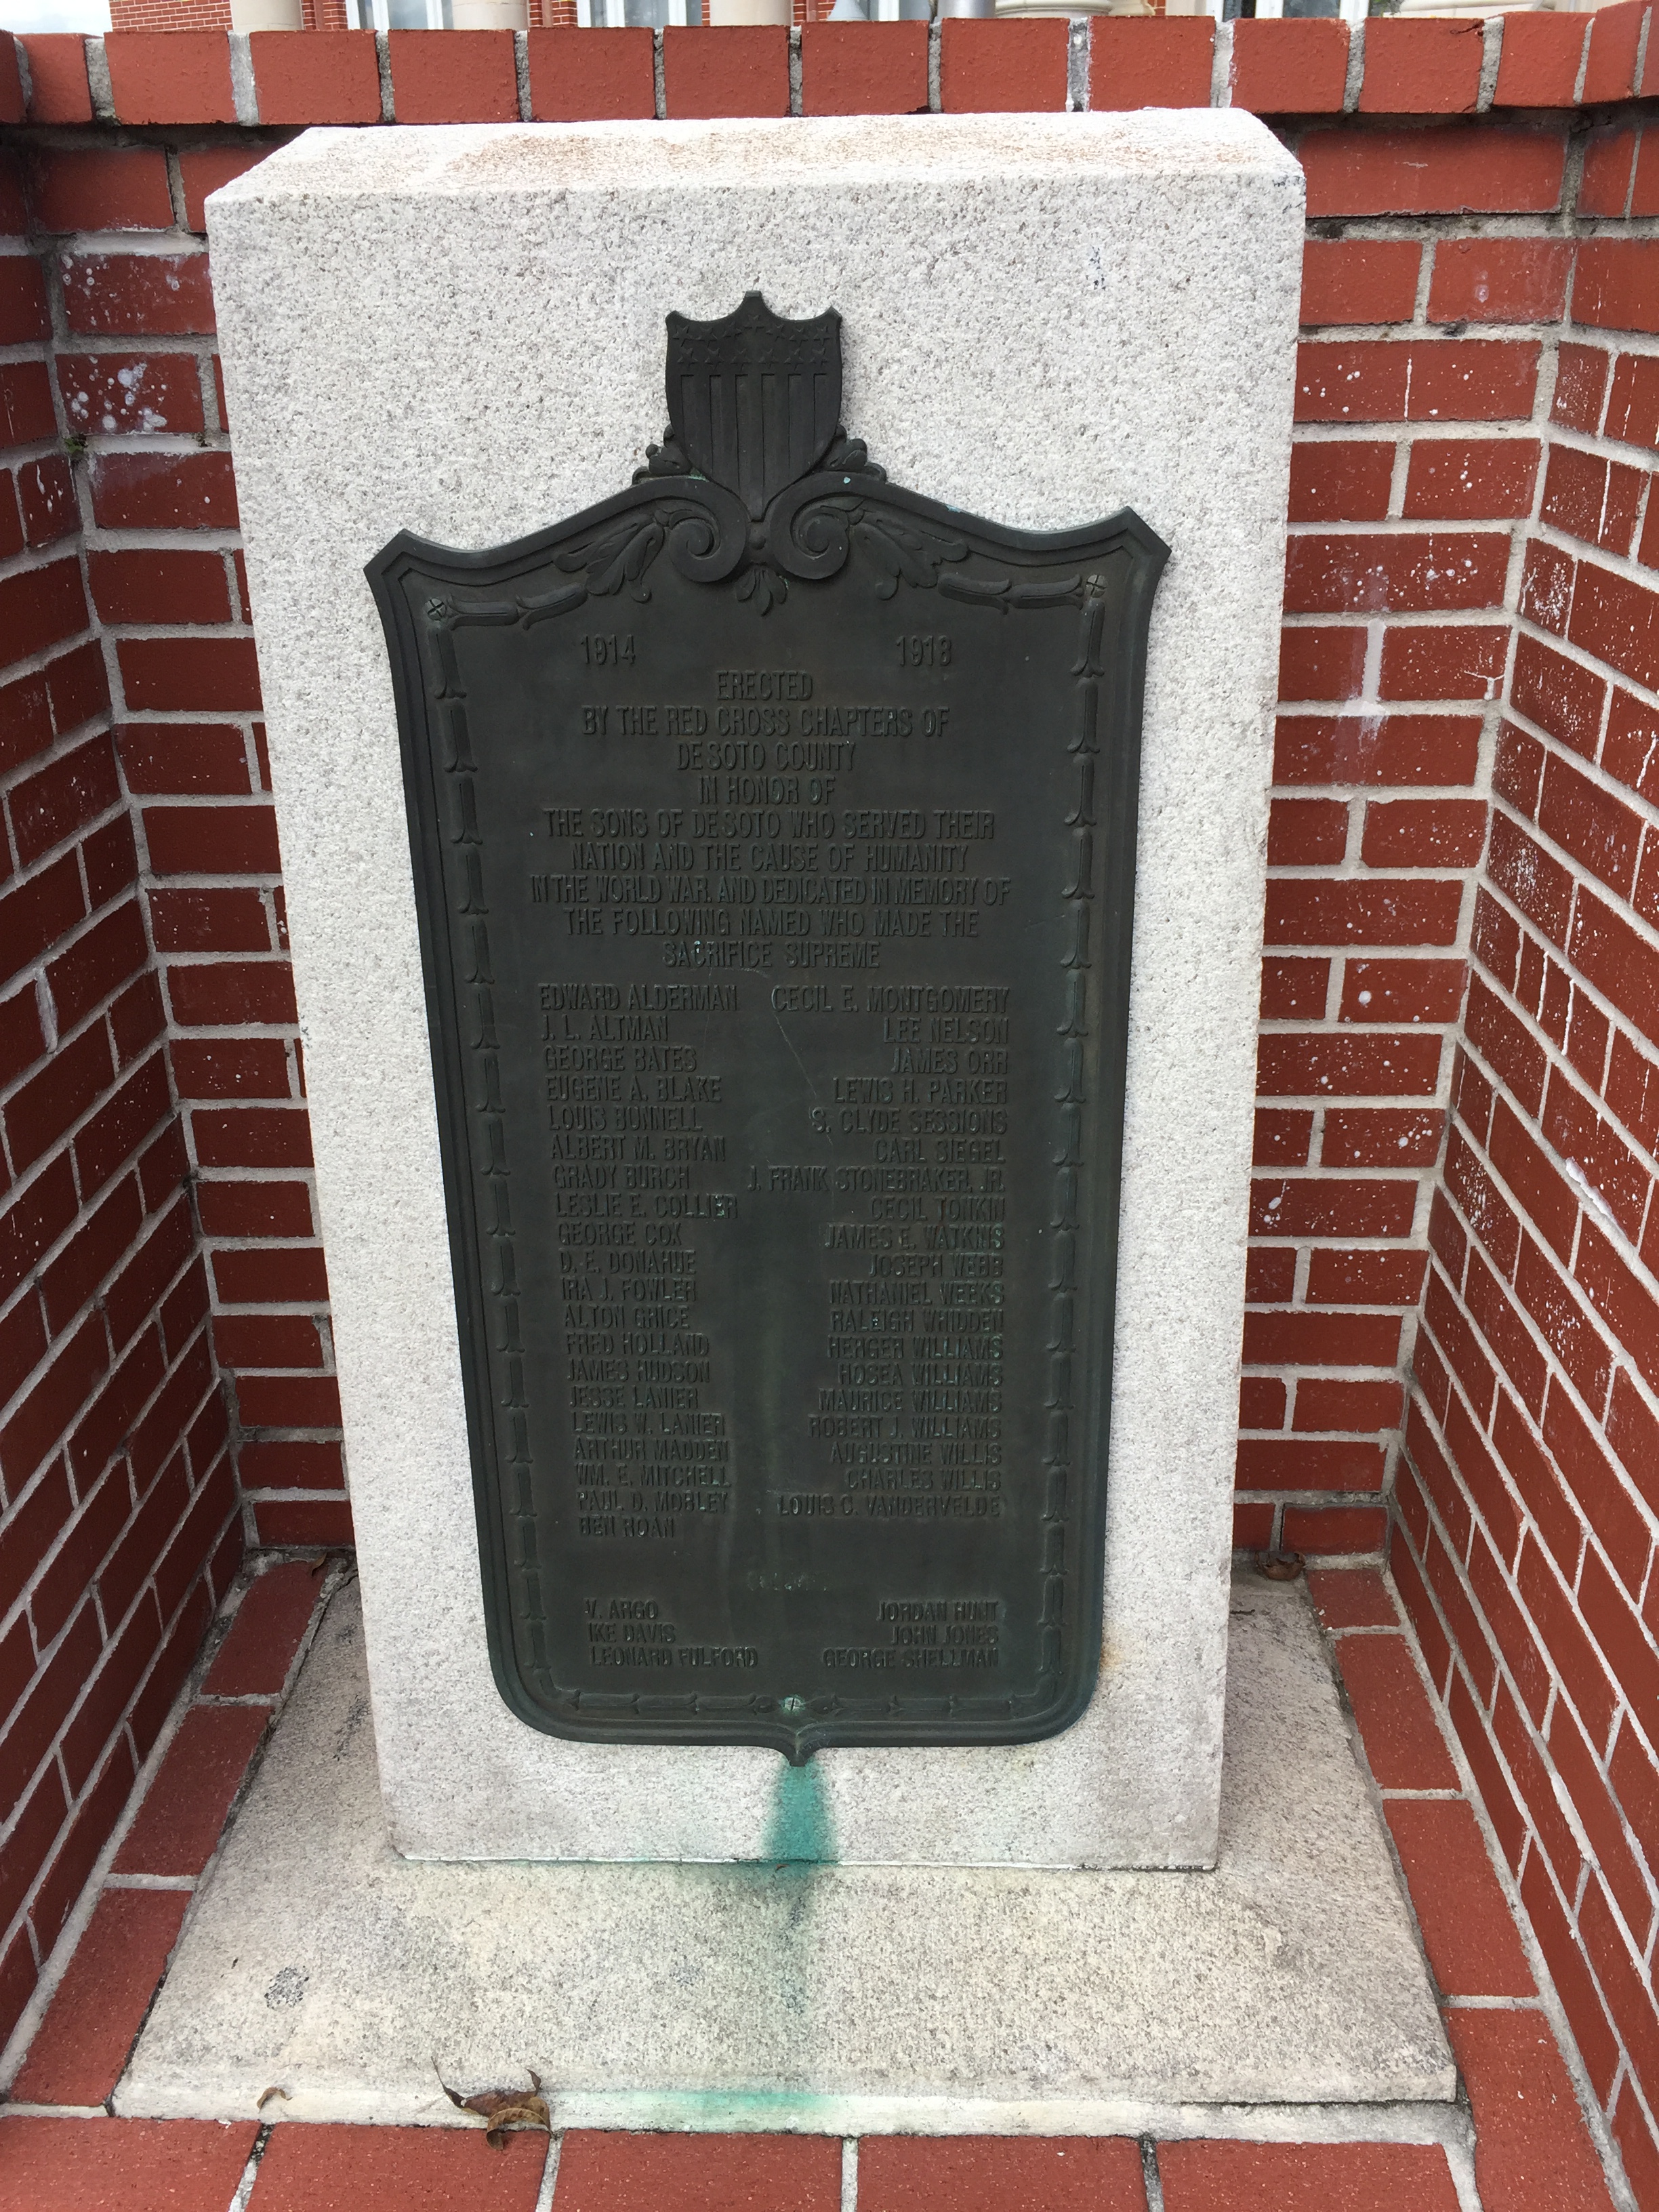 1914 1918
ERECTED
BY THE RED CROSS CHAPTERS OF
DE SOTO COUNTY
IN HONOR OF
THE SONS OF DE SOTO WHO SERVED THEIR
NATION AND THE CAUSE OF HUMANITY
IN THE WORLD WAR. AND DEDICATED IN MEMORY OF
THE FOLLOWING NAMED WHO MADE THE
SACRIFICE SUPREME
EDWARD ALDERMAN CECIL E. MONTGOMERY
J. L. ALTMAN LEE NELSON
GEORGE BATES JAMES ORR
EUGENE A. BLAKE LEWIS H. PARKER
LOUIS BONNELL S. CLYDE SESSIONS
ALBERT M. BRYAN CARL SIEGEL
GRADY BURCH J. FRANK STONEBRAKER, JR.
LESLIE E. COLLIER CECIL TONKIN
GEORGE COX JAMES E. WATKINS
D. E. DONAHUE JOSEPH WEBB
IRA J. FOWLER NATHANIEL WEEKS
ALTON GRICE RALEIGH WHIDDEN
FRED HOLLAND HERGER WILLIAMS
JAMES HUDSON HOSEA WILLIAMS
JESSE LANIER MAURICE WILLIAMS
LEWIS W. LANIER ROBERT J. WILLIAMS
ARTHUR MADDEN AUGUSTINE WILLIS
WM. E. MITCHELL CHARLES WILLIS
PAUL D. MOBLEY LOUIS C. VANDERVELDE
BEN ROAN
V. ARGO JORDAN HUNT
IKE DAVIS JOHN JONES
LEONARD FULFORD GEORGE SHELLMAN